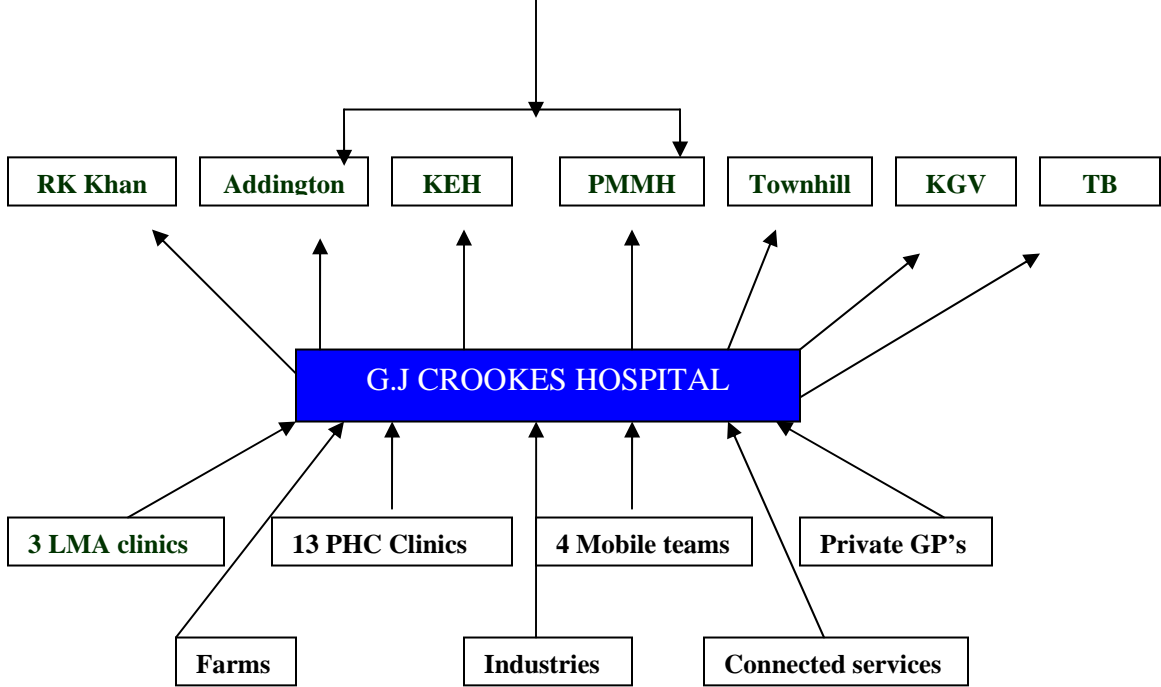 RK Khan
Addington
KEH
PMMH
Townhill
KGV
TB
G.J CROOKES HOSPITAL
3 LMA clinics
13 PHC Clinics
4 Mobile teams
Private GP's
Farms
Industries
Connected services